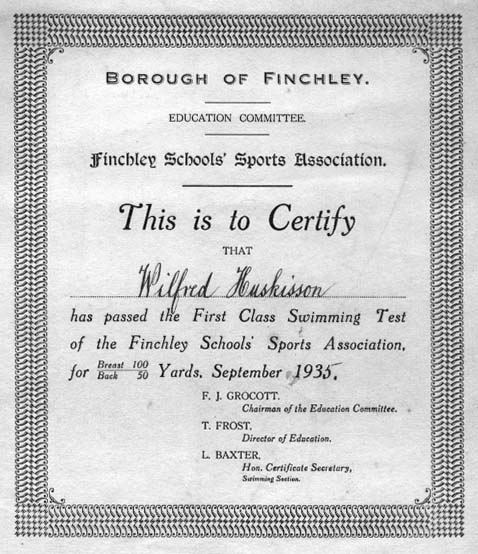 BOROUGH OF FINCHLEY.
EDUCATION COMMITTEE.
Finchley Schools' Sports Association.
This is to Certify
THAT
Wilfred Huskisson
has passed the First Class Swimming Test
of the Finchley Schools' Sports Association,
for Breast 100 Yards, September 1935.
Back 50
F. J. GROCOTT,
Chairman of the Education Committee.
T. FROST,
Director of Education.
L. BAXTER,
Hon. Certificate Secretary,
Swimming Section.